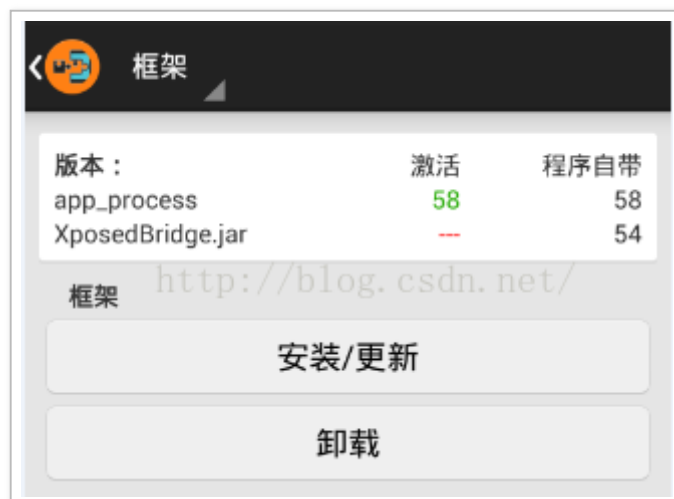 框架
版本： 激活 程序自带
app_process 58 58
XposedBridge.jar --- 54
http://blog.csdn.net/
框架
安装/更新
卸载